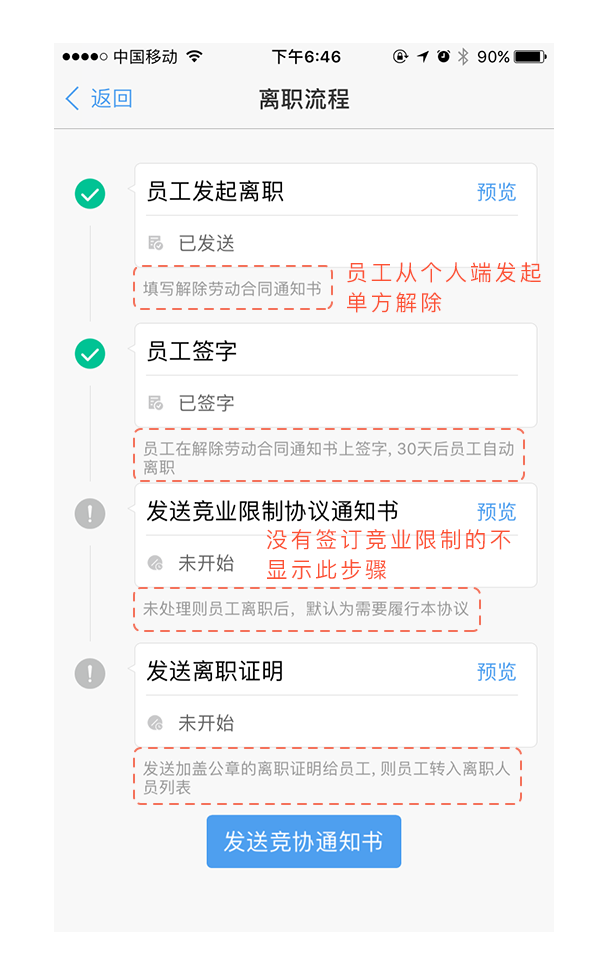 中国移动 下午6:46 90%
返回 离职流程
员工发起离职 预览
已发送
填写解除劳动合同通知书
员工从个人端发起
单方解除
员工签字
已签字
员工在解除劳动合同通知书上签字, 30天后员工自动
离职
发送竞业限制协议通知书 预览
没有签订竞业限制的不
显示此步骤
未开始
未处理则员工离职后，默认为需要履行本协议
发送离职证明 预览
未开始
发送加盖公章的离职证明给员工, 则员工转入离职人
员列表
发送竞协通知书